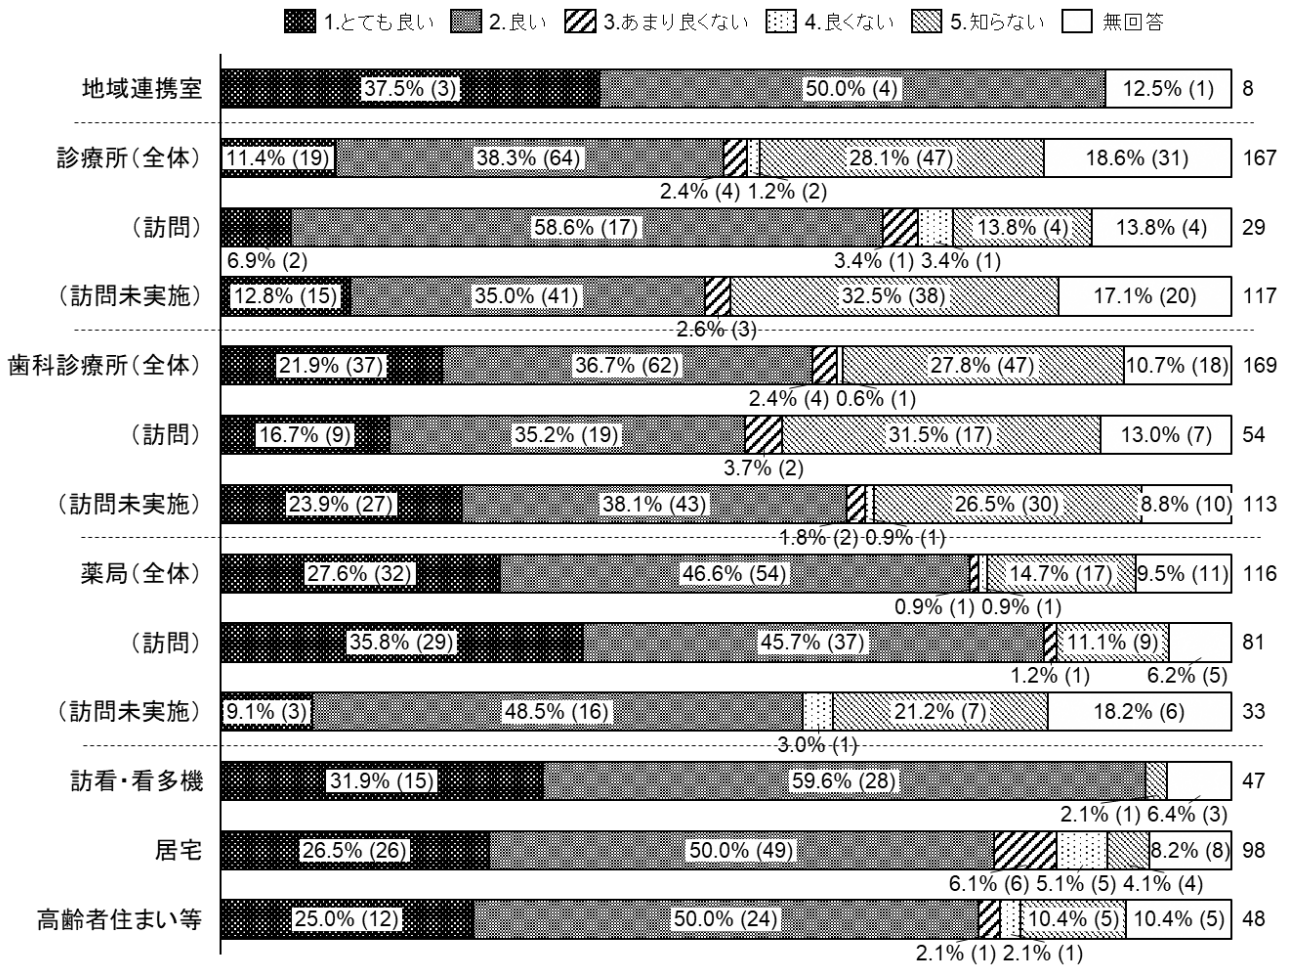 1.とても良い 2.良い 3.あまり良くない 4.良くない 5.知らない 無回答
地域連携室 37.5% (3) 50.0% (4) 12.5% (1) 8
診療所(全体) 11.4% (19) 38.3% (64) 28.1% (47) 18.6% (31) 167
2.4% (4) 1.2% (2)
(訪問) 58.6% (17) 13.8% (4) 13.8% (4) 29
6.9% (2) 3.4% (1) 3.4% (1)
(訪問未実施) 12.8% (15) 35.0% (41) 32.5% (38) 17.1% (20) 117
2.6% (3)
歯科診療所(全体) 21.9% (37) 36.7% (62) 27.8% (47) 10.7% (18) 169
2.4% (4) 0.6% (1)
(訪問) 16.7% (9) 35.2% (19) 31.5% (17) 13.0% (7) 54
3.7% (2)
(訪問未実施) 23.9% (27) 38.1% (43) 26.5% (30) 8.8% (10) 113
1.8% (2) 0.9% (1)
薬局(全体) 27.6% (32) 46.6% (54) 14.7% (17) 9.5% (11) 116
0.9% (1) 0.9% (1)
(訪問) 35.8% (29) 45.7% (37) 11.1% (9) 81
1.2% (1) 6.2% (5)
(訪問未実施) 9.1% (3) 48.5% (16) 21.2% (7) 18.2% (6) 33
3.0% (1)
訪看・看多機 31.9% (15) 59.6% (28) 47
2.1% (1) 6.4% (3)
居宅 26.5% (26) 50.0% (49) 8.2% (8) 98
6.1% (6) 5.1% (5) 4.1% (4)
高齢者住まい等 25.0% (12) 50.0% (24) 10.4% (5) 10.4% (5) 48
2.1% (1) 2.1% (1)